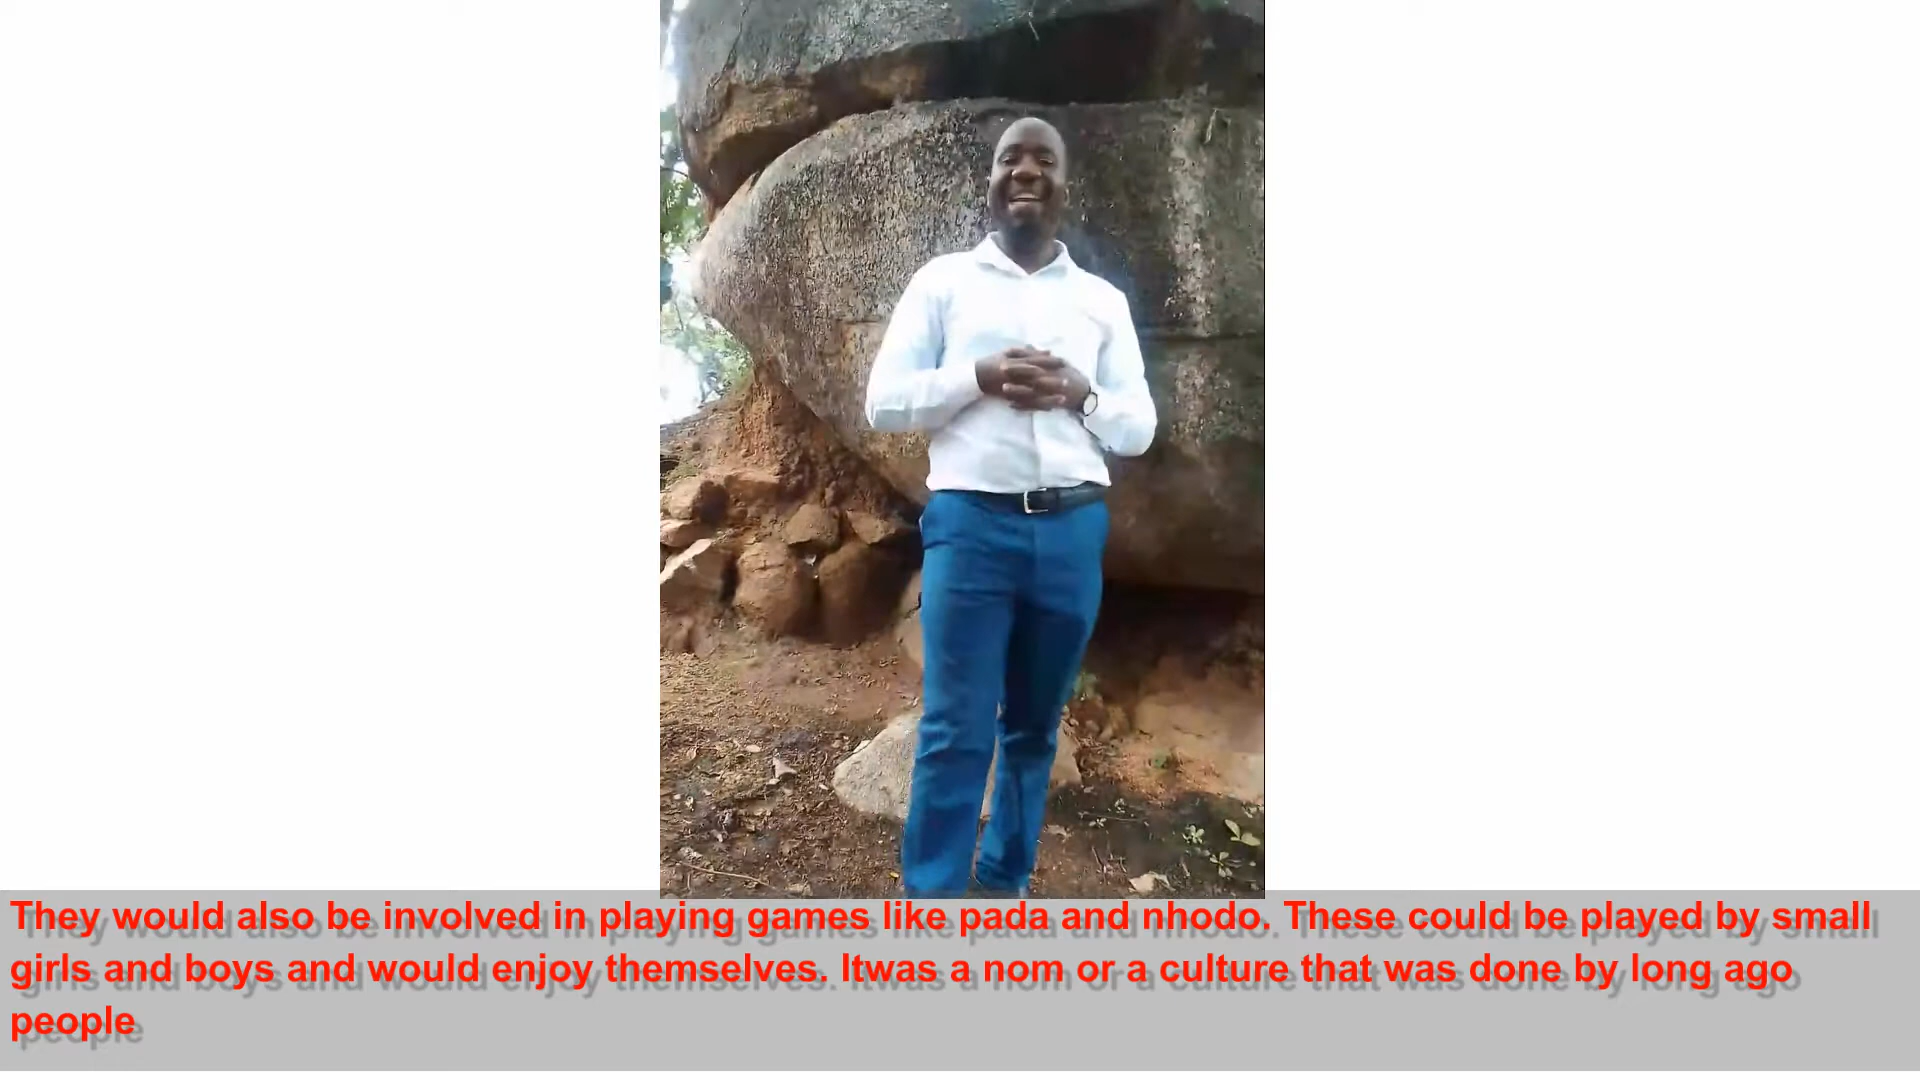 They would also be involved in playing games like pada and nhodo. These could be played by small
girls and boys and would enjoy themselves. Itwas a nom or a culture that was done by long ago
people